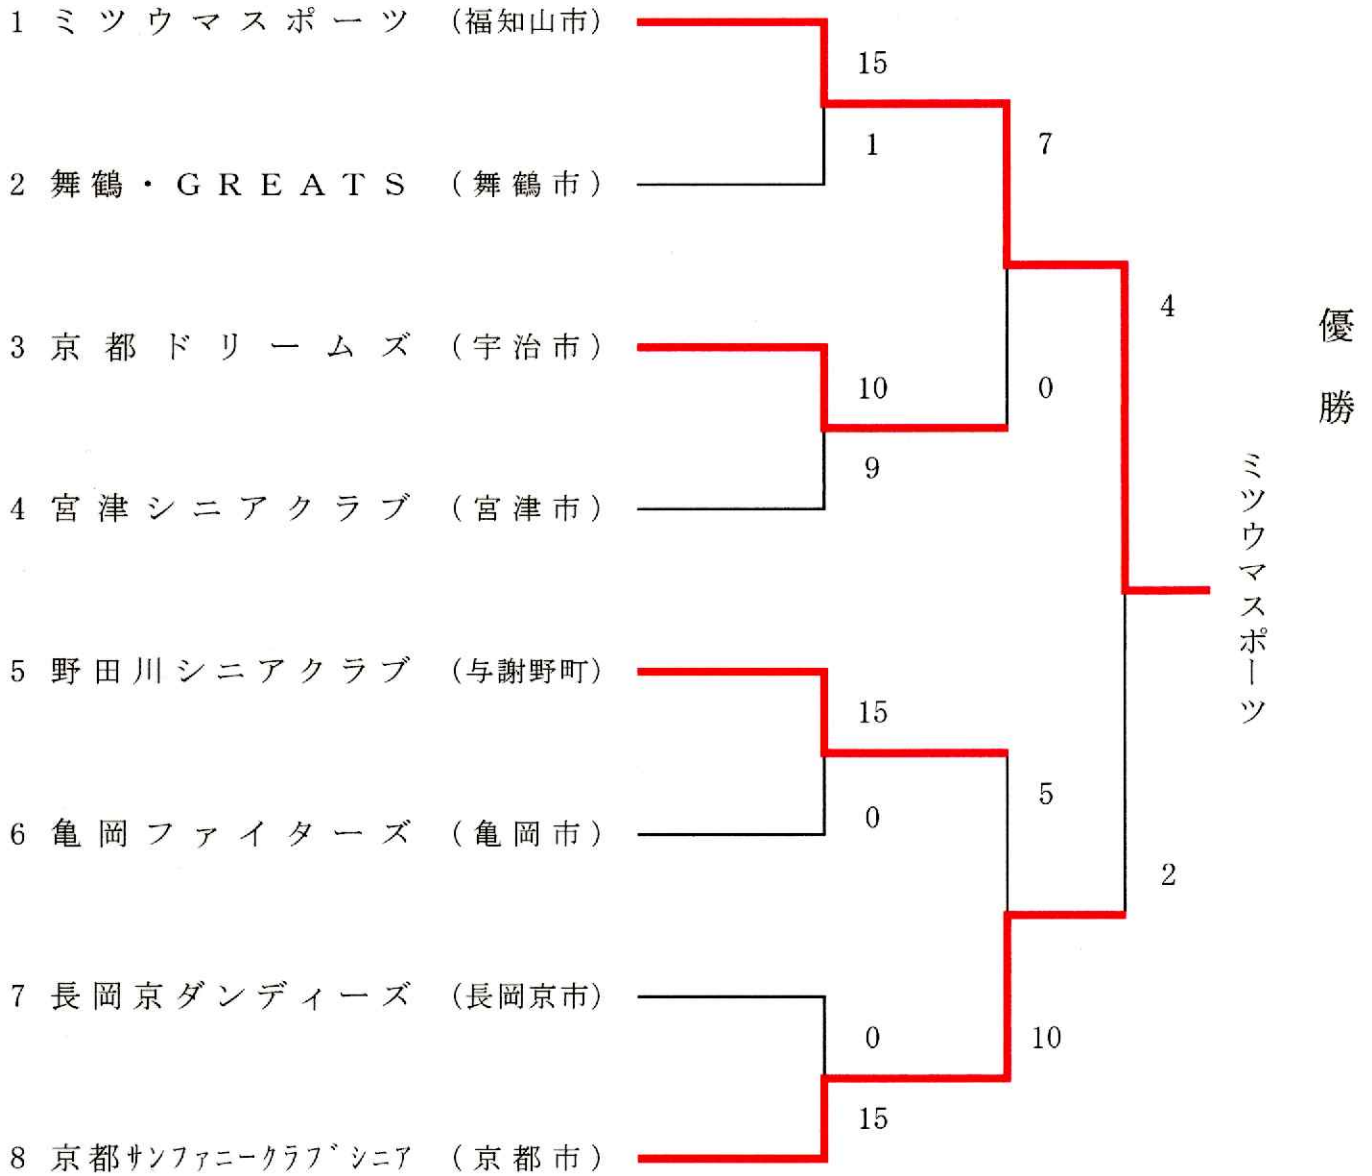 1 ミツウマスポーツ (福知山市)
15
1
7
2 舞鶴・GREATS (舞鶴市)
4
優勝
3 京都ドリームズ (宇治市)
10
0
9
4 宮津シニアクラブ (宮津市)
ミツウマスポーツ
5 野田川シニアクラブ (与謝野町)
15
5
0
6 亀岡ファイターズ (亀岡市)
2
7 長岡京ダンディーズ (長岡京市)
0
10
15
8 京都サンファニークラブシニア (京都市)